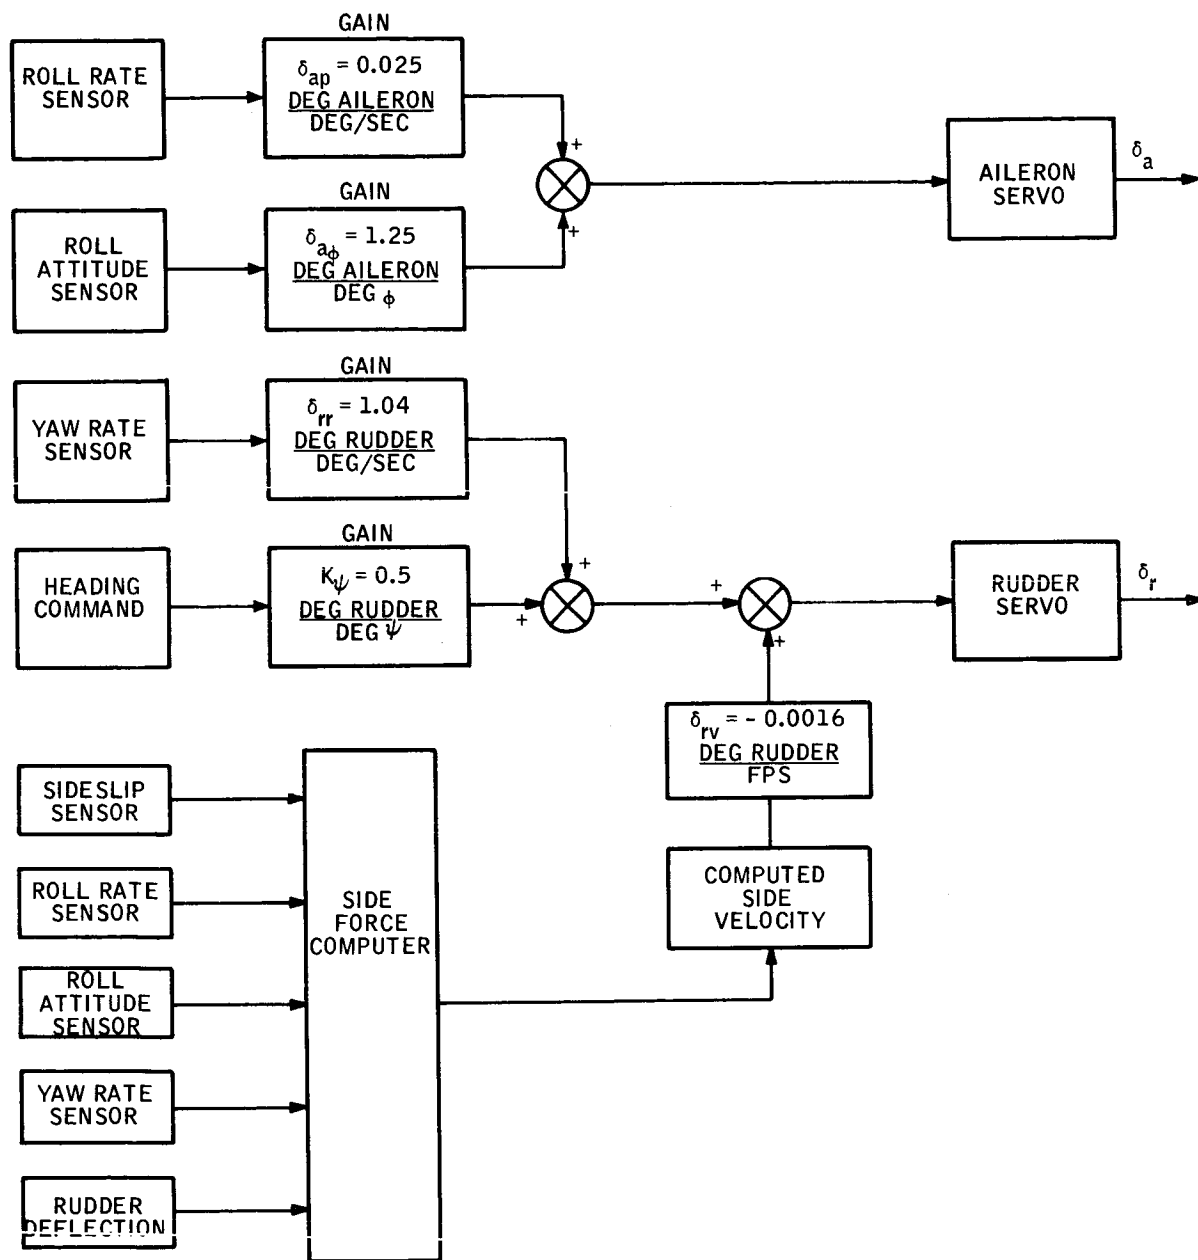 GAIN
ROLL RATE
SENSOR
δap = 0.025
DEG AILERON
DEG/SEC
+
AILERON
SERVO
δa
GAIN
ROLL
ATTITUDE
SENSOR
δaϕ = 1.25
DEG AILERON
DEG ϕ
+
GAIN
YAW RATE
SENSOR
δrr = 1.04
DEG RUDDER
DEG/SEC
+
GAIN
HEADING
COMMAND
Kψ = 0.5
DEG RUDDER
DEG ψ
+
+
+
RUDDER
SERVO
δr
δrv = - 0.0016
DEG RUDDER
FPS
COMPUTED
SIDE
VELOCITY
SIDESLIP
SENSOR
ROLL RATE
SENSOR
ROLL
ATTITUDE
SENSOR
YAW RATE
SENSOR
RUDDER
DEFLECTION
SIDE
FORCE
COMPUTER